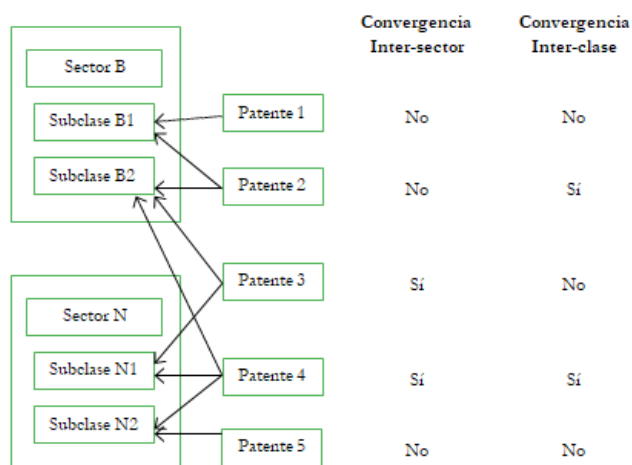 Convergencia Convergencia
Inter-sector Inter-clase
Sector B
Subclase B1 Patente 1 No No
Subclase B2 Patente 2 No Sí
Patente 3 Sí No
Sector N
Subclase N1 Patente 4 Sí Sí
Subclase N2
Patente 5 No No